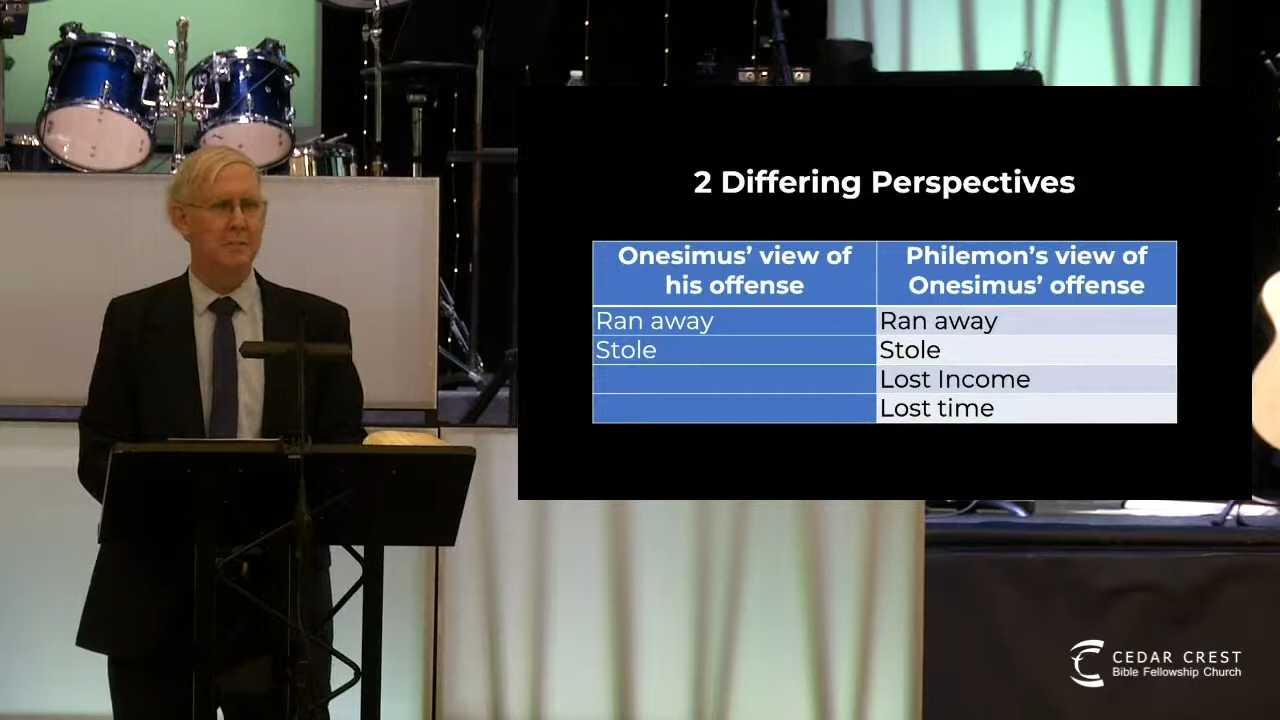 2 Differing Perspectives
Onesimus’ view of
his offense
Philemon’s view of
Onesimus’ offense
Ran away
Ran away
Stole
Stole
Lost Income
Lost time
CEDAR CREST
Bible Fellowship Church